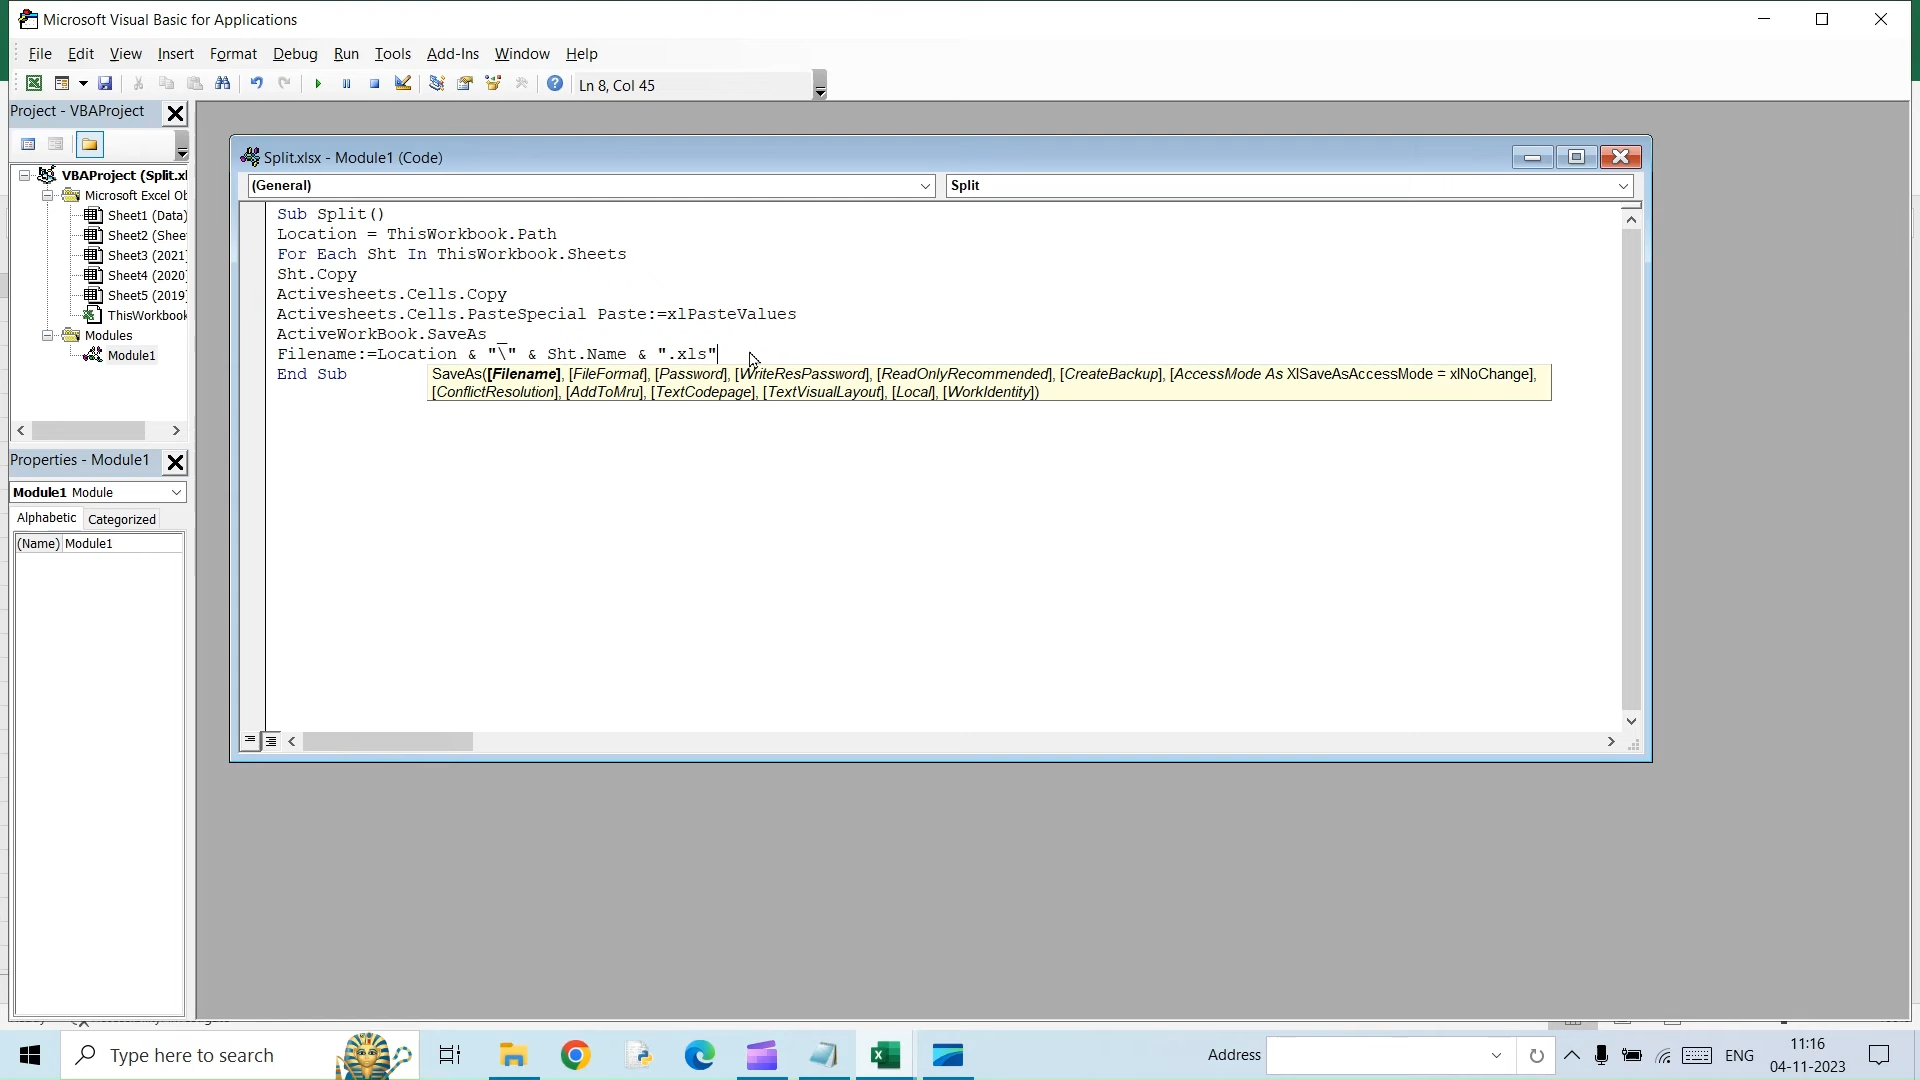 Microsoft Visual Basic for Applications
File Edit View Insert Format Debug Run Tools Add-Ins Window Help
Ln 8, Col 45
Project - VBAProject
VBAProject (Split.xl
Microsoft Excel Ob
Sheet1 (Data)
Sheet2 (Shee
Sheet3 (2021)
Sheet4 (2020)
Sheet5 (2019)
ThisWorkbook
Modules
Module1
Properties - Module1
Module1 Module
Alphabetic Categorized
(Name) Module1
Split.xlsx - Module1 (Code)
(General) Split
Sub Split()
Location = ThisWorkbook.Path
For Each Sht In ThisWorkbook.Sheets
Sht.Copy
Activesheets.Cells.Copy
Activesheets.Cells.PasteSpecial Paste:=xlPasteValues
ActiveWorkBook.SaveAs _
Filename:=Location & "\" & Sht.Name & ".xls"
End Sub
SaveAs([Filename], [FileFormat], [Password], [WriteResPassword], [ReadOnlyRecommended], [CreateBackup], [AccessMode As XlSaveAsAccessMode = xlNoChange],
[ConflictResolution], [AddToMru], [TextCodepage], [TextVisualLayout], [Local], [WorkIdentity])
Type here to search
Address
ENG
11:16
04-11-2023